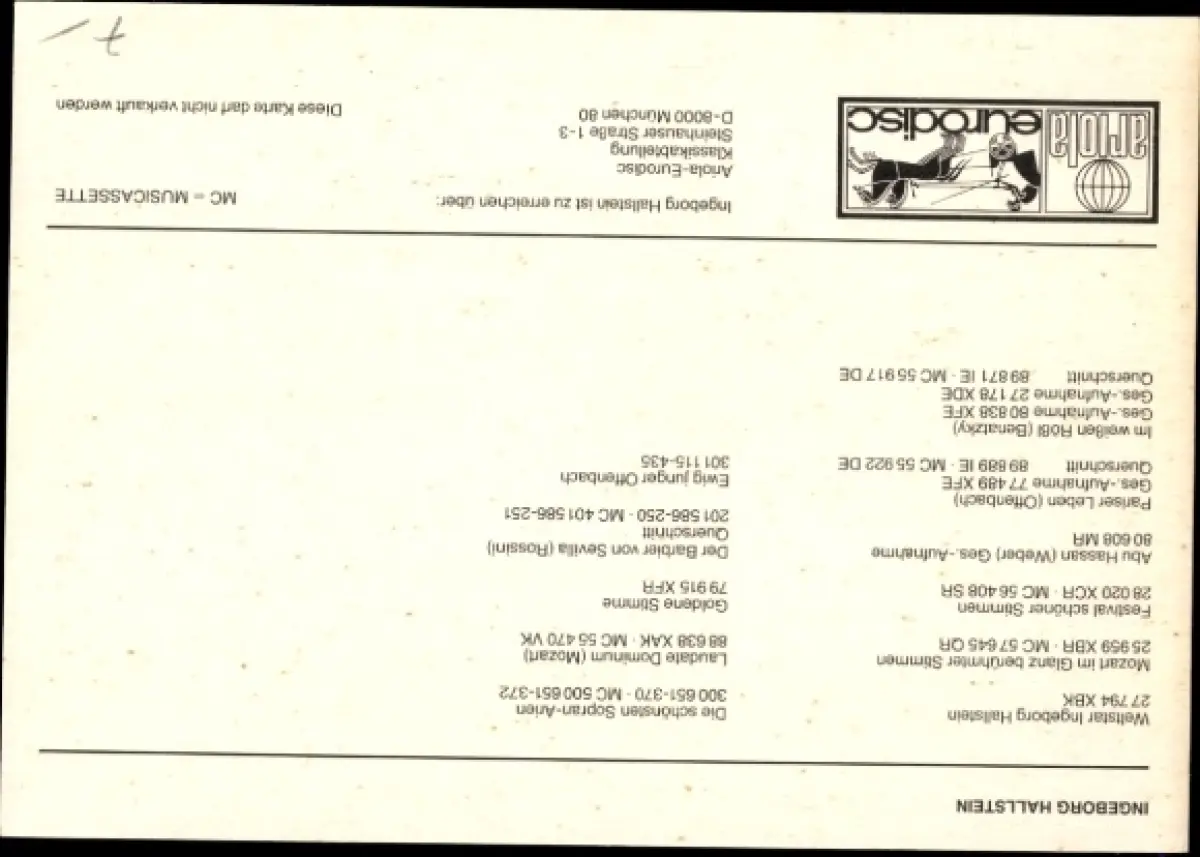 INGEBORG HALLSTEIN
Weltstar Ingeborg Hallstein
27 794 XBK
Mozart im Glanz berühmter Stimmen
25 959 XBR · MC 57 645 QR
Festival schöner Stimmen
28 020 XCR · MC 56 408 SR
Abu Hassan (Weber) Ges.-Aufnahme
80 608 MR
Pariser Leben (Offenbach)
Ges.-Aufnahme 77 489 XFE
Querschnitt 89 889 IE · MC 55 922 DE
Im weißen Rößl (Benatzky)
Ges.-Aufnahme 80 838 XFE
Ges.-Aufnahme 27 178 XDE
Querschnitt 89 871 IE · MC 55 917 DE
Die schönsten Sopran-Arien
300 651-370 · MC 500 651-372
Laudate Dominum (Mozart)
88 638 XAK · MC 55 470 VK
Goldene Stimme
79 915 XFR
Der Barbier von Sevilla (Rossini)
Querschnitt
201 586-250 · MC 401 586-251
Ewig junger Offenbach
301 115-435
ariola
eurodisc
Ingeborg Hallstein ist zu erreichen über:
Ariola-Eurodisc
Klassikabteilung
Steinhauser Straße 1-3
D-8000 München 80
MC = MUSICASSETTE
Diese Karte darf nicht verkauft werden